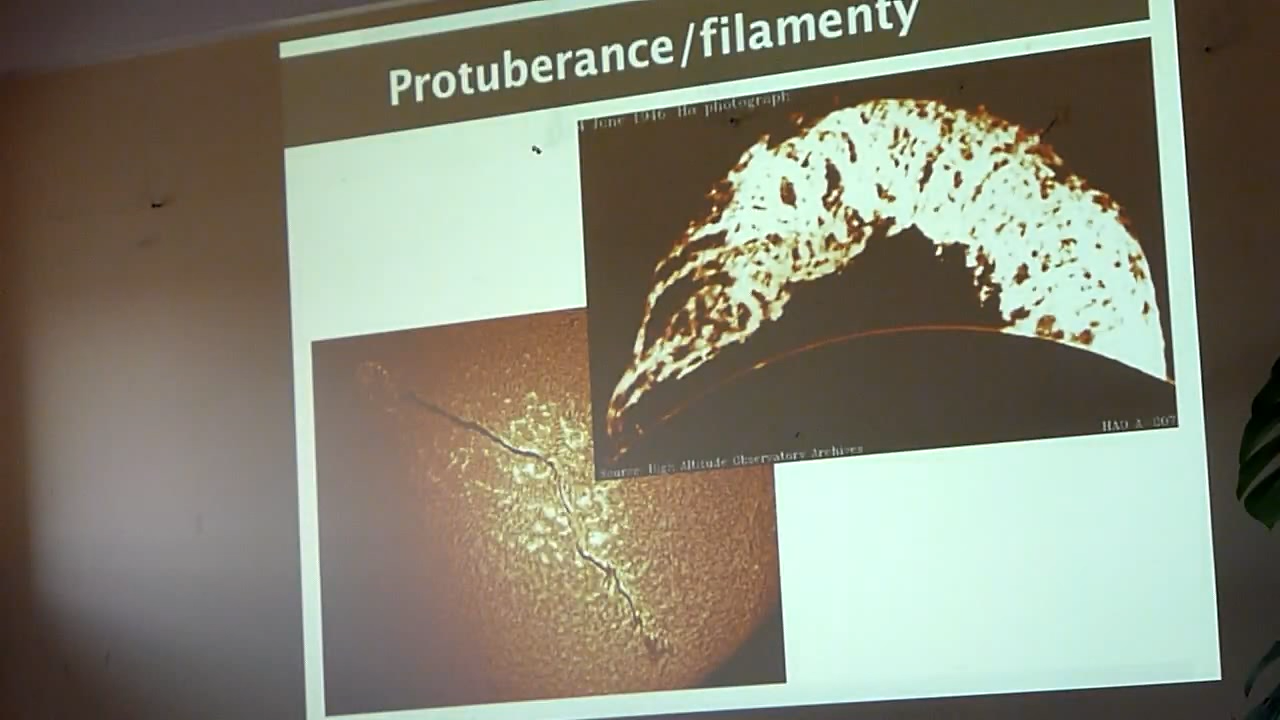 Protuberance/filamenty
June 1946 Hα photograph
Source: High Altitude Observatory Archives
HAO A-207